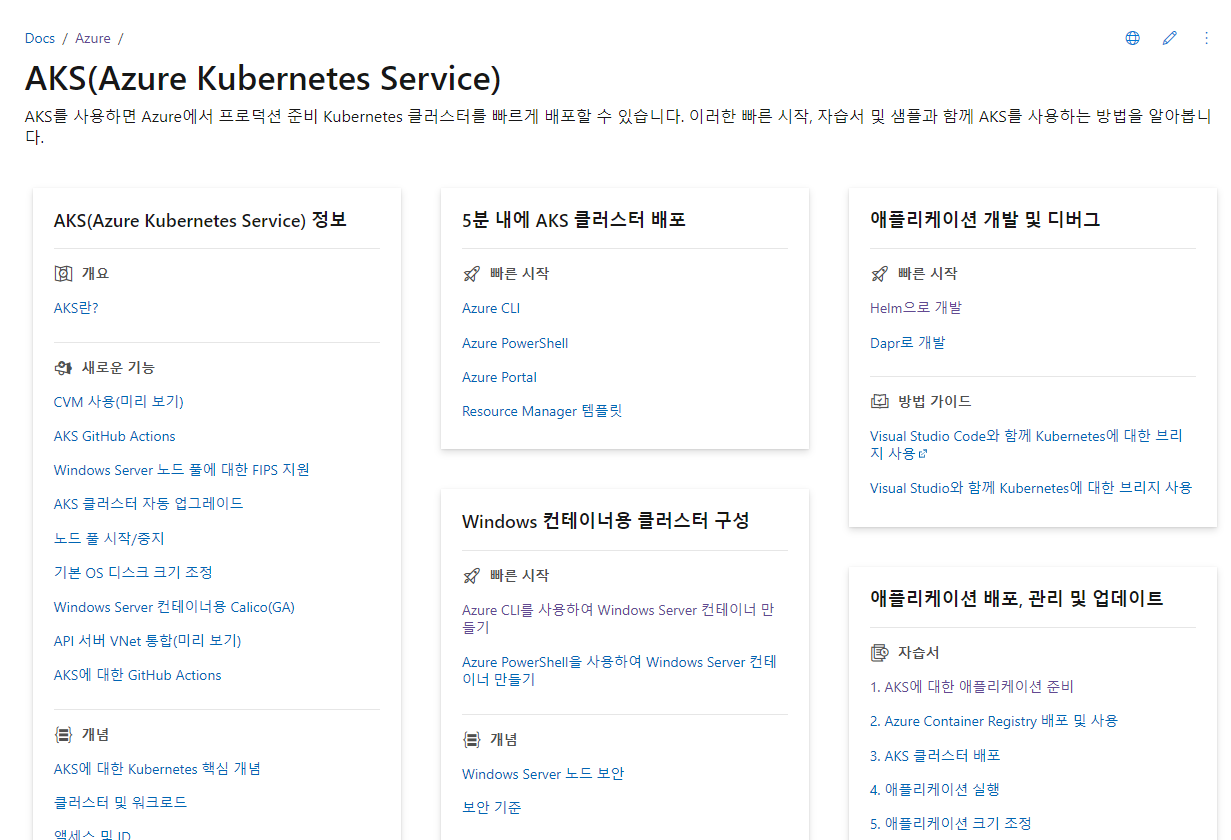 Docs / Azure /
AKS(Azure Kubernetes Service)
AKS를 사용하면 Azure에서 프로덕션 준비 Kubernetes 클러스터를 빠르게 배포할 수 있습니다. 이러한 빠른 시작, 자습서 및 샘플과 함께 AKS를 사용하는 방법을 알아봅니
다.
AKS(Azure Kubernetes Service) 정보
개요
AKS란?
새로운 기능
CVM 사용(미리 보기)
AKS GitHub Actions
Windows Server 노드 풀에 대한 FIPS 지원
AKS 클러스터 자동 업그레이드
노드 풀 시작/중지
기본 OS 디스크 크기 조정
Windows Server 컨테이너용 Calico(GA)
API 서버 VNet 통합(미리 보기)
AKS에 대한 GitHub Actions
개념
AKS에 대한 Kubernetes 핵심 개념
클러스터 및 워크로드
액세스 및 ID
5분 내에 AKS 클러스터 배포
빠른 시작
Azure CLI
Azure PowerShell
Azure Portal
Resource Manager 템플릿
Windows 컨테이너용 클러스터 구성
빠른 시작
Azure CLI를 사용하여 Windows Server 컨테이너 만
들기
Azure PowerShell을 사용하여 Windows Server 컨테
이너 만들기
개념
Windows Server 노드 보안
보안 기준
애플리케이션 개발 및 디버그
빠른 시작
Helm으로 개발
Dapr로 개발
방법 가이드
Visual Studio Code와 함께 Kubernetes에 대한 브리
지 사용
Visual Studio와 함께 Kubernetes에 대한 브리지 사용
애플리케이션 배포, 관리 및 업데이트
자습서
1. AKS에 대한 애플리케이션 준비
2. Azure Container Registry 배포 및 사용
3. AKS 클러스터 배포
4. 애플리케이션 실행
5. 애플리케이션 크기 조정